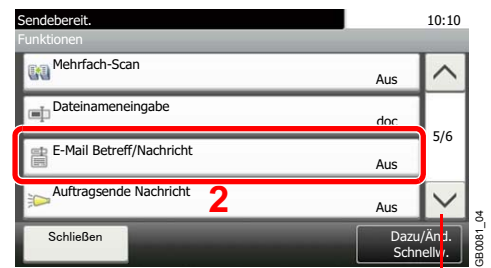 Sendebereit. 10:10
Funktionen
Mehrfach-Scan Aus
Dateinameneingabe doc
5/6
E-Mail Betreff/Nachricht Aus
Auftragsende Nachricht Aus
2
Schließen
Dazu/Änd.
Schnellw.
GB0081_04